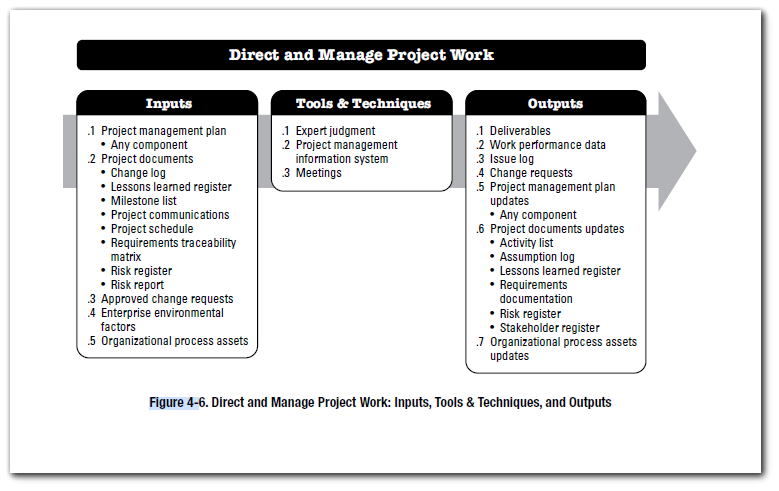 Direct and Manage Project Work
Inputs
.1 Project management plan
• Any component
.2 Project documents
• Change log
• Lessons learned register
• Milestone list
• Project communications
• Project schedule
• Requirements traceability
matrix
• Risk register
• Risk report
.3 Approved change requests
.4 Enterprise environmental
factors
.5 Organizational process assets
Tools & Techniques
.1 Expert judgment
.2 Project management
information system
.3 Meetings
Outputs
.1 Deliverables
.2 Work performance data
.3 Issue log
.4 Change requests
.5 Project management plan
updates
• Any component
.6 Project documents updates
• Activity list
• Assumption log
• Lessons learned register
• Requirements
documentation
• Risk register
• Stakeholder register
.7 Organizational process assets
updates
Figure 4-6. Direct and Manage Project Work: Inputs, Tools & Techniques, and Outputs